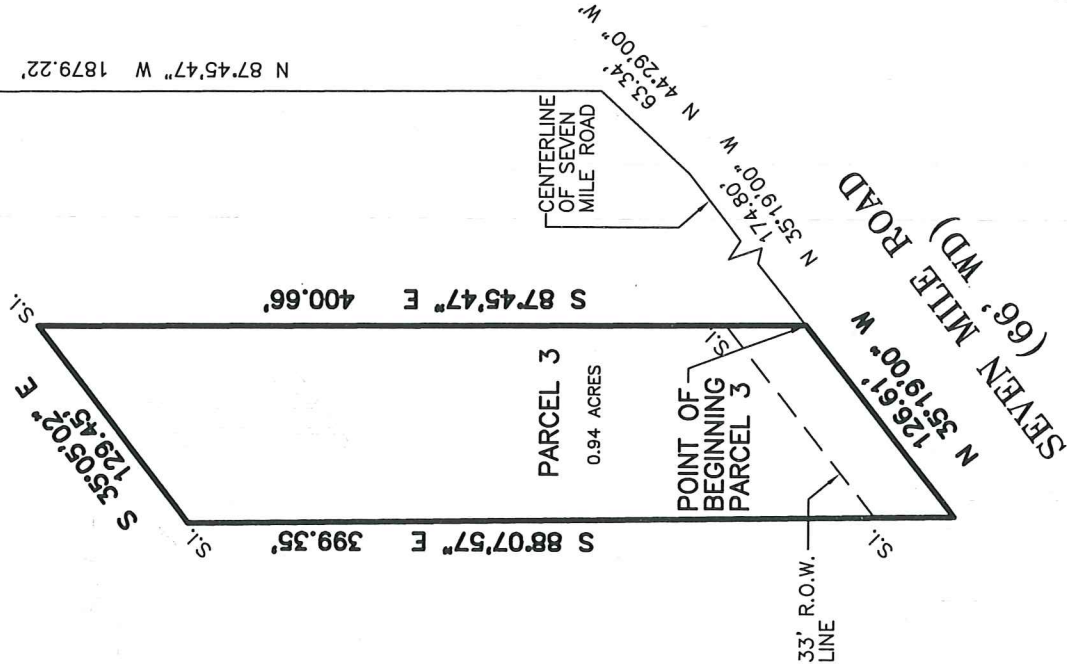 N 87°45'47" W 1879.22'
63.34'
N 44°29'00" W
CENTERLINE
OF SEVEN
MILE ROAD
174.80'
N 35°19'00" W
SEVEN MILE ROAD
(66' WD)
S.I.
S 87°45'47" E 400.66'
S 35°05'02" E
129.45'
PARCEL 3
0.94 ACRES
S.I.
POINT OF
BEGINNING
PARCEL 3
126.61'
N 35°19'00" W
S.I.
S 88°07'57" E 399.35'
S.I.
33' R.O.W.
LINE